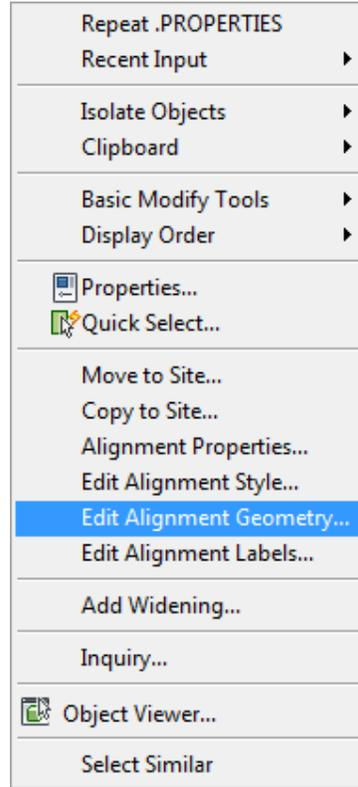 Repeat .PROPERTIES
Recent Input
Isolate Objects
Clipboard
Basic Modify Tools
Display Order
Properties...
Quick Select...
Move to Site...
Copy to Site...
Alignment Properties...
Edit Alignment Style...
Edit Alignment Geometry...
Edit Alignment Labels...
Add Widening...
Inquiry...
Object Viewer...
Select Similar